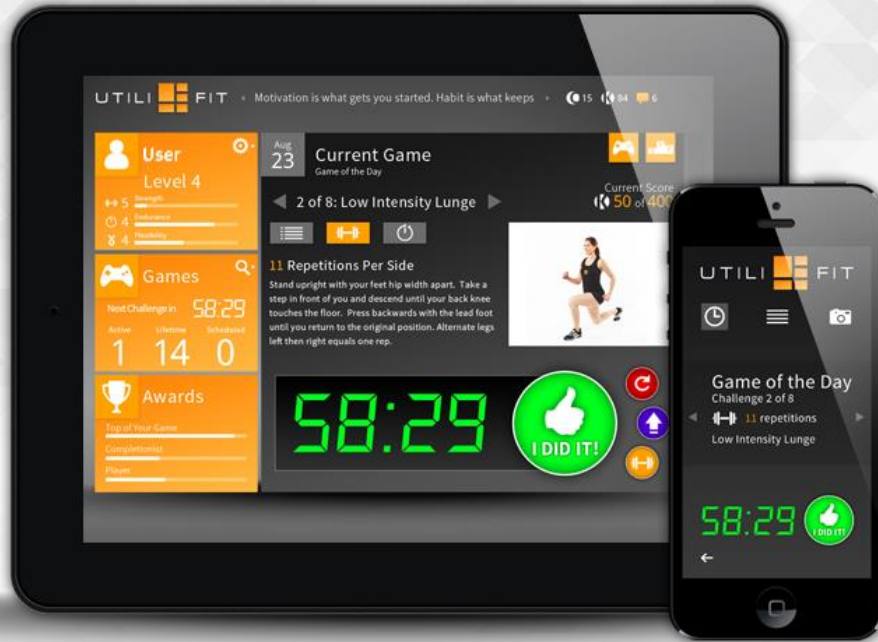 UTILI FIT
Motivation is what gets you started. Habit is what keeps
15 84 6
User
Level 4
5 Strength
4 Endurance
4 Flexibility
Games
Next Challenge in 58:29
Active Lifetime Scheduled
1 14 0
Awards
Top of Your Game
Completionist
Player
Aug
23
Current Game
Game of the Day
2 of 8: Low Intensity Lunge
Current Score
50 of 400
11 Repetitions Per Side
Stand upright with your feet hip width apart. Take a
step in front of you and descend until your back knee
touches the floor. Press backwards with the lead foot
until you return to the original position. Alternate legs
left then right equals one rep.
58:29
I DID IT!
UTILI FIT
Game of the Day
Challenge 2 of 8
11 repetitions
Low Intensity Lunge
58:29
I DID IT!